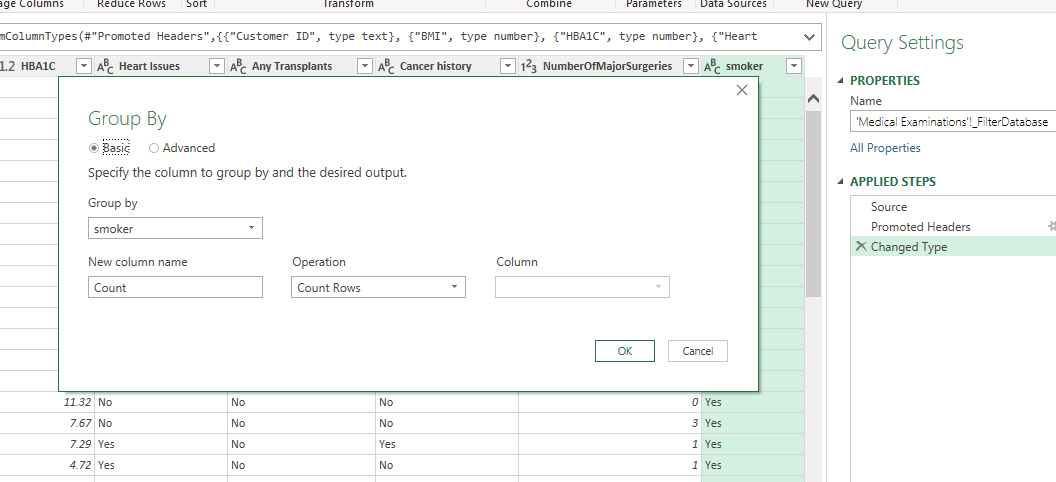 age Columns Reduce Rows Sort Transform Combine Parameters Data Sources New Query
mColumnTypes(#"Promoted Headers",{{"Customer ID", type text}, {"BMI", type number}, {"HBA1C", type number}, {"Heart
Query Settings
1.2 HBA1C ABC Heart Issues ABC Any Transplants ABC Cancer history 123 NumberOfMajorSurgeries ABC smoker
PROPERTIES
Name
'Medical Examinations'!_FilterDatabase
All Properties
APPLIED STEPS
Source
Promoted Headers
Changed Type
Group By
Basic Advanced
Specify the column to group by and the desired output.
Group by
smoker
New column name Operation Column
Count Count Rows
OK Cancel
11.32 No No No 0 Yes
7.67 No No No 3 Yes
7.29 Yes No Yes 1 Yes
4.72 Yes No No 1 Yes